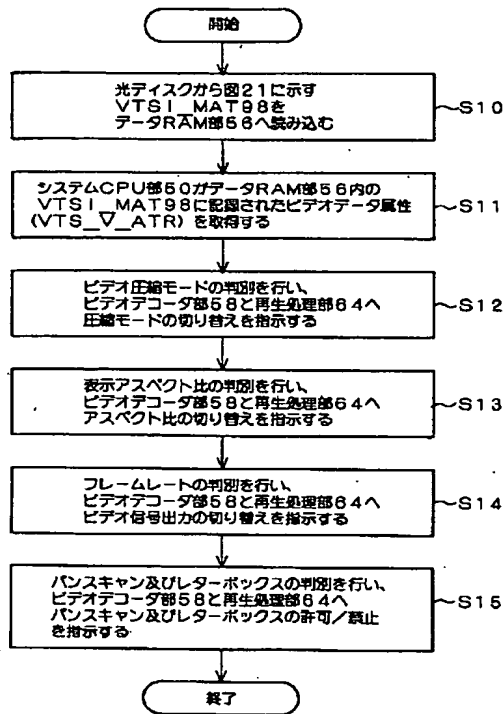 開始
光ディスクから図21に示す
VTSI_MAT98を
データRAM部56へ読み込む
~S10
システムCPU部50がデータRAM部56内の
VTSI_MAT98に記録されたビデオデータ属性
(VTS_V_ATR)を取得する
~S11
ビデオ圧縮モードの判別を行い、
ビデオデコーダ部58と再生処理部64へ
圧縮モードの切り替えを指示する
~S12
表示アスペクト比の判別を行い、
ビデオデコーダ部58と再生処理部64へ
アスペクト比の切り替えを指示する
~S13
フレームレートの判別を行い、
ビデオデコーダ部58と再生処理部64へ
ビデオ信号出力の切り替えを指示する
~S14
パンスキャン及びレターボックスの判別を行い、
ビデオデコーダ部58と再生処理部64へ
パンスキャン及びレターボックスの許可/禁止
を指示する
~S15
終了